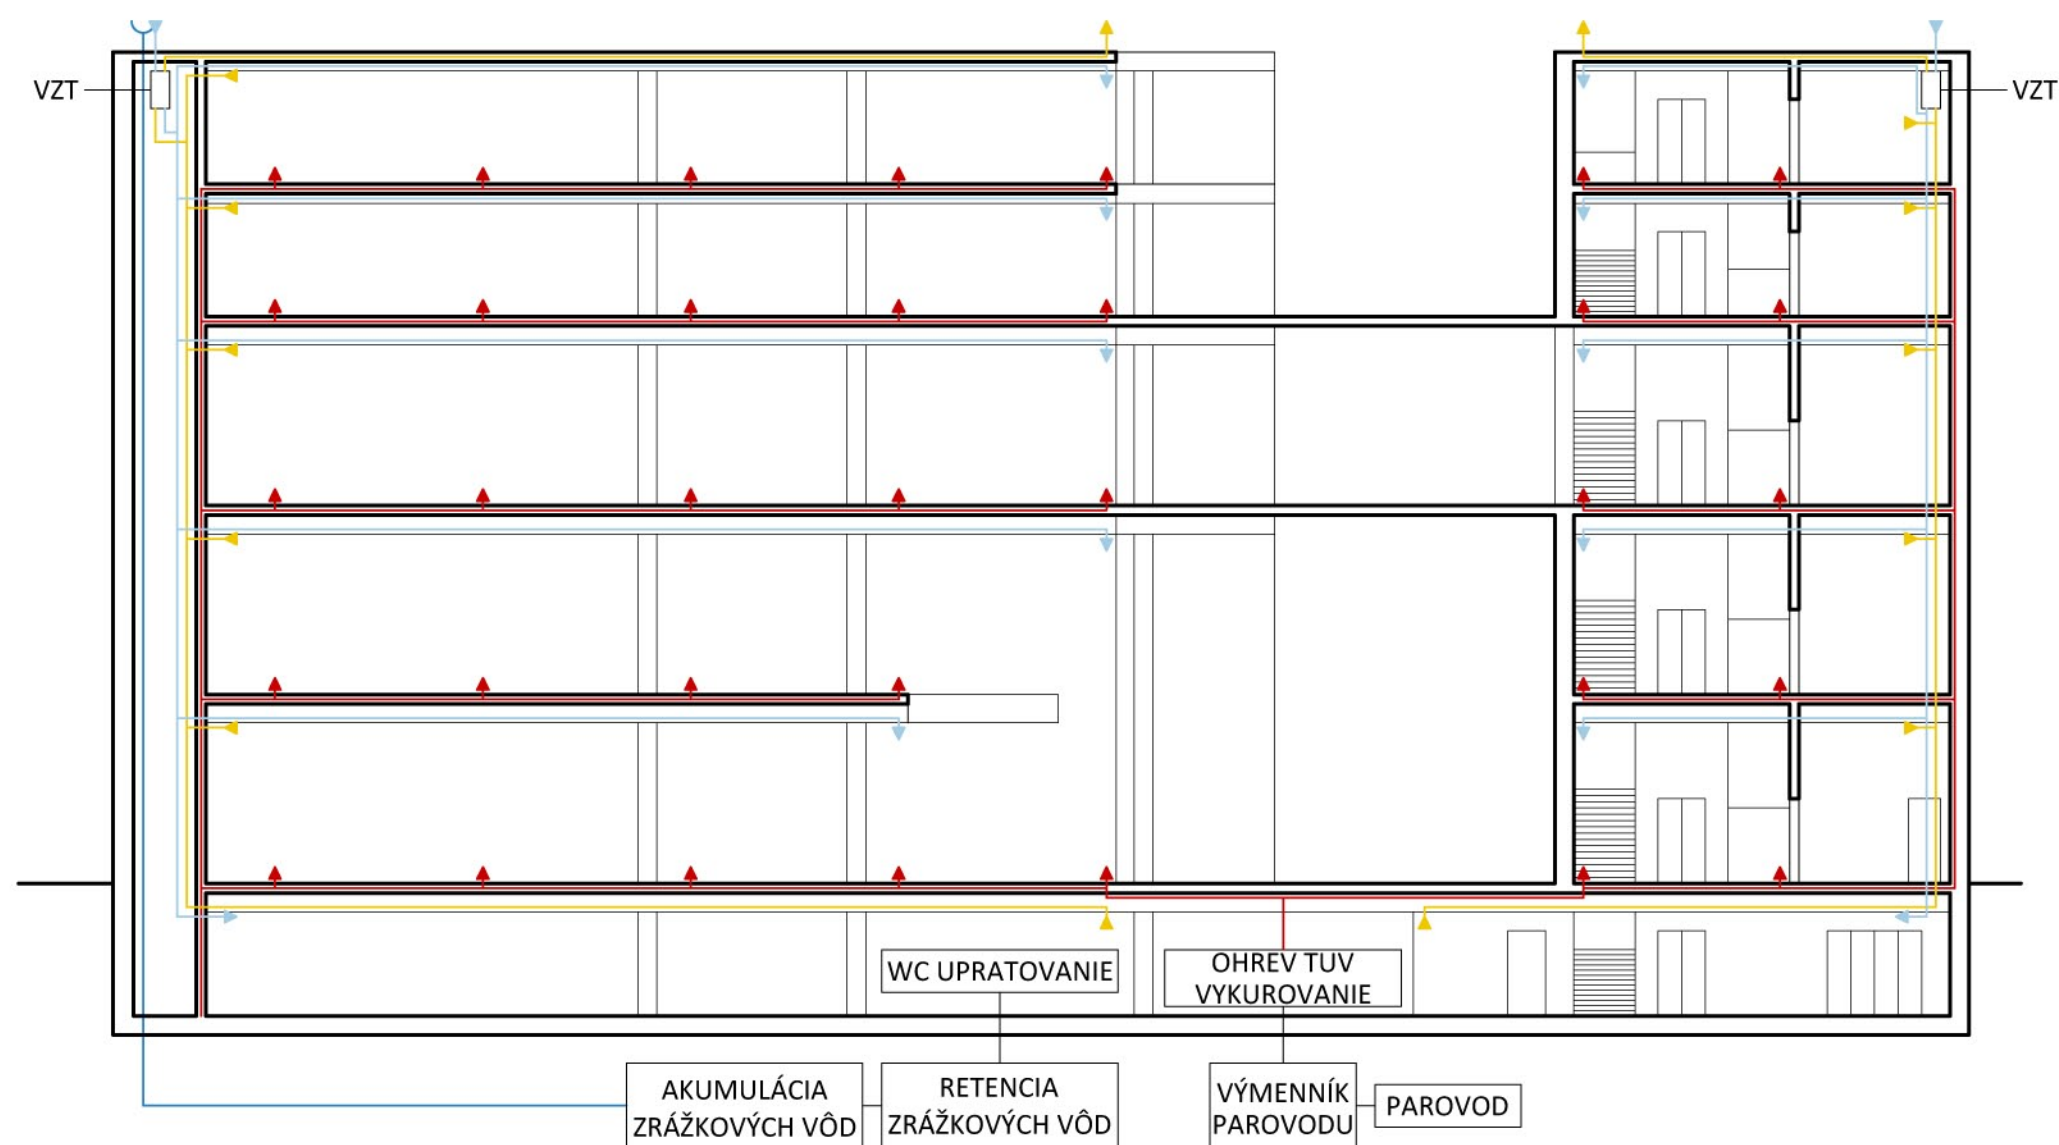 VZT
VZT
WC UPRATOVANIE
OHREV TUV
VYKUROVANIE
AKUMULÁCIA
ZRÁŽKOVÝCH VÔD
RETENCIA
ZRÁŽKOVÝCH VÔD
VÝMENNÍK
PAROVODU
PAROVOD